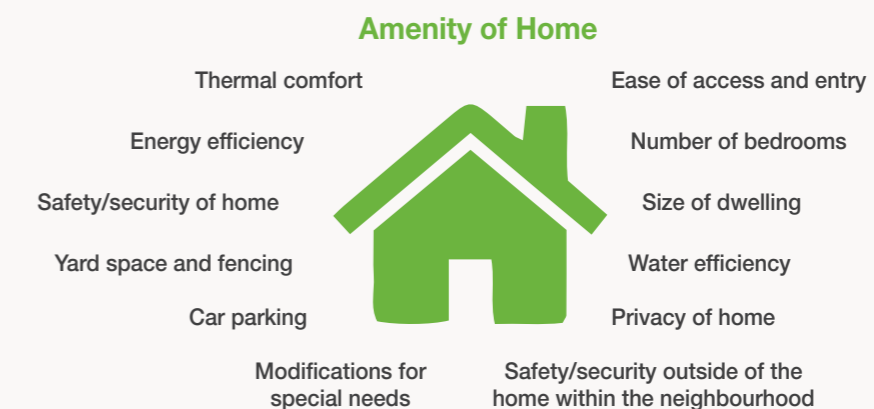 Amenity of Home
Thermal comfort
Energy efficiency
Safety/security of home
Yard space and fencing
Car parking
Modifications for
special needs
Ease of access and entry
Number of bedrooms
Size of dwelling
Water efficiency
Privacy of home
Safety/security outside of the
home within the neighbourhood